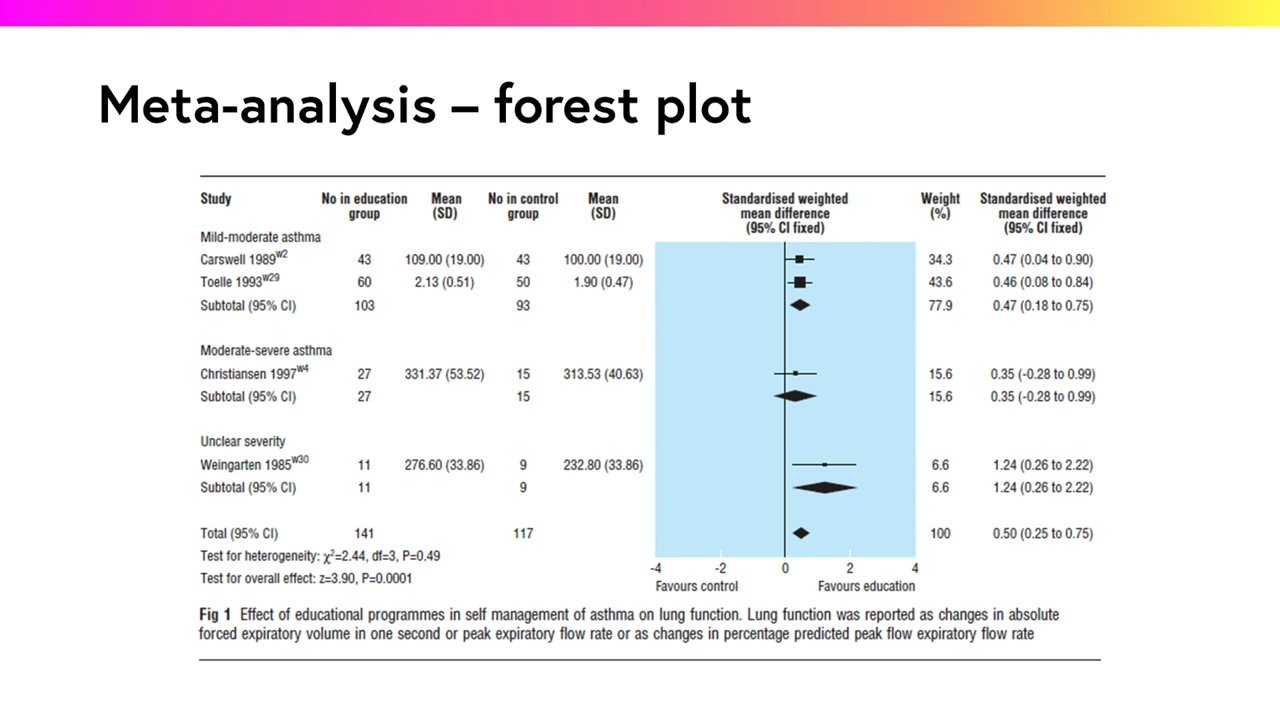 Meta-analysis – forest plot
Study No in education group Mean (SD) No in control group Mean (SD) Standardised weighted mean difference (95% CI fixed) Weight (%) Standardised weighted mean difference (95% CI fixed)
Mild-moderate asthma
Carswell 1989w2 43 109.00 (19.00) 43 100.00 (19.00) 34.3 0.47 (0.04 to 0.90)
Toelle 1993w29 60 2.13 (0.51) 50 1.90 (0.47) 43.6 0.46 (0.08 to 0.84)
Subtotal (95% CI) 103 93 77.9 0.47 (0.18 to 0.75)
Moderate-severe asthma
Christiansen 1997w4 27 331.37 (53.52) 15 313.53 (40.63) 15.6 0.35 (-0.28 to 0.99)
Subtotal (95% CI) 27 15 15.6 0.35 (-0.28 to 0.99)
Unclear severity
Weingarten 1985w30 11 276.60 (33.86) 9 232.80 (33.86) 6.6 1.24 (0.26 to 2.22)
Subtotal (95% CI) 11 9 6.6 1.24 (0.26 to 2.22)
Total (95% CI) 141 117 100 0.50 (0.25 to 0.75)
Test for heterogeneity: χ²=2.44, df=3, P=0.49
Test for overall effect: z=3.90, P=0.0001
-4 -2 0 2 4
Favours control Favours education
Fig 1 Effect of educational programmes in self management of asthma on lung function. Lung function was reported as changes in absolute
forced expiratory volume in one second or peak expiratory flow rate or as changes in percentage predicted peak flow expiratory flow rate